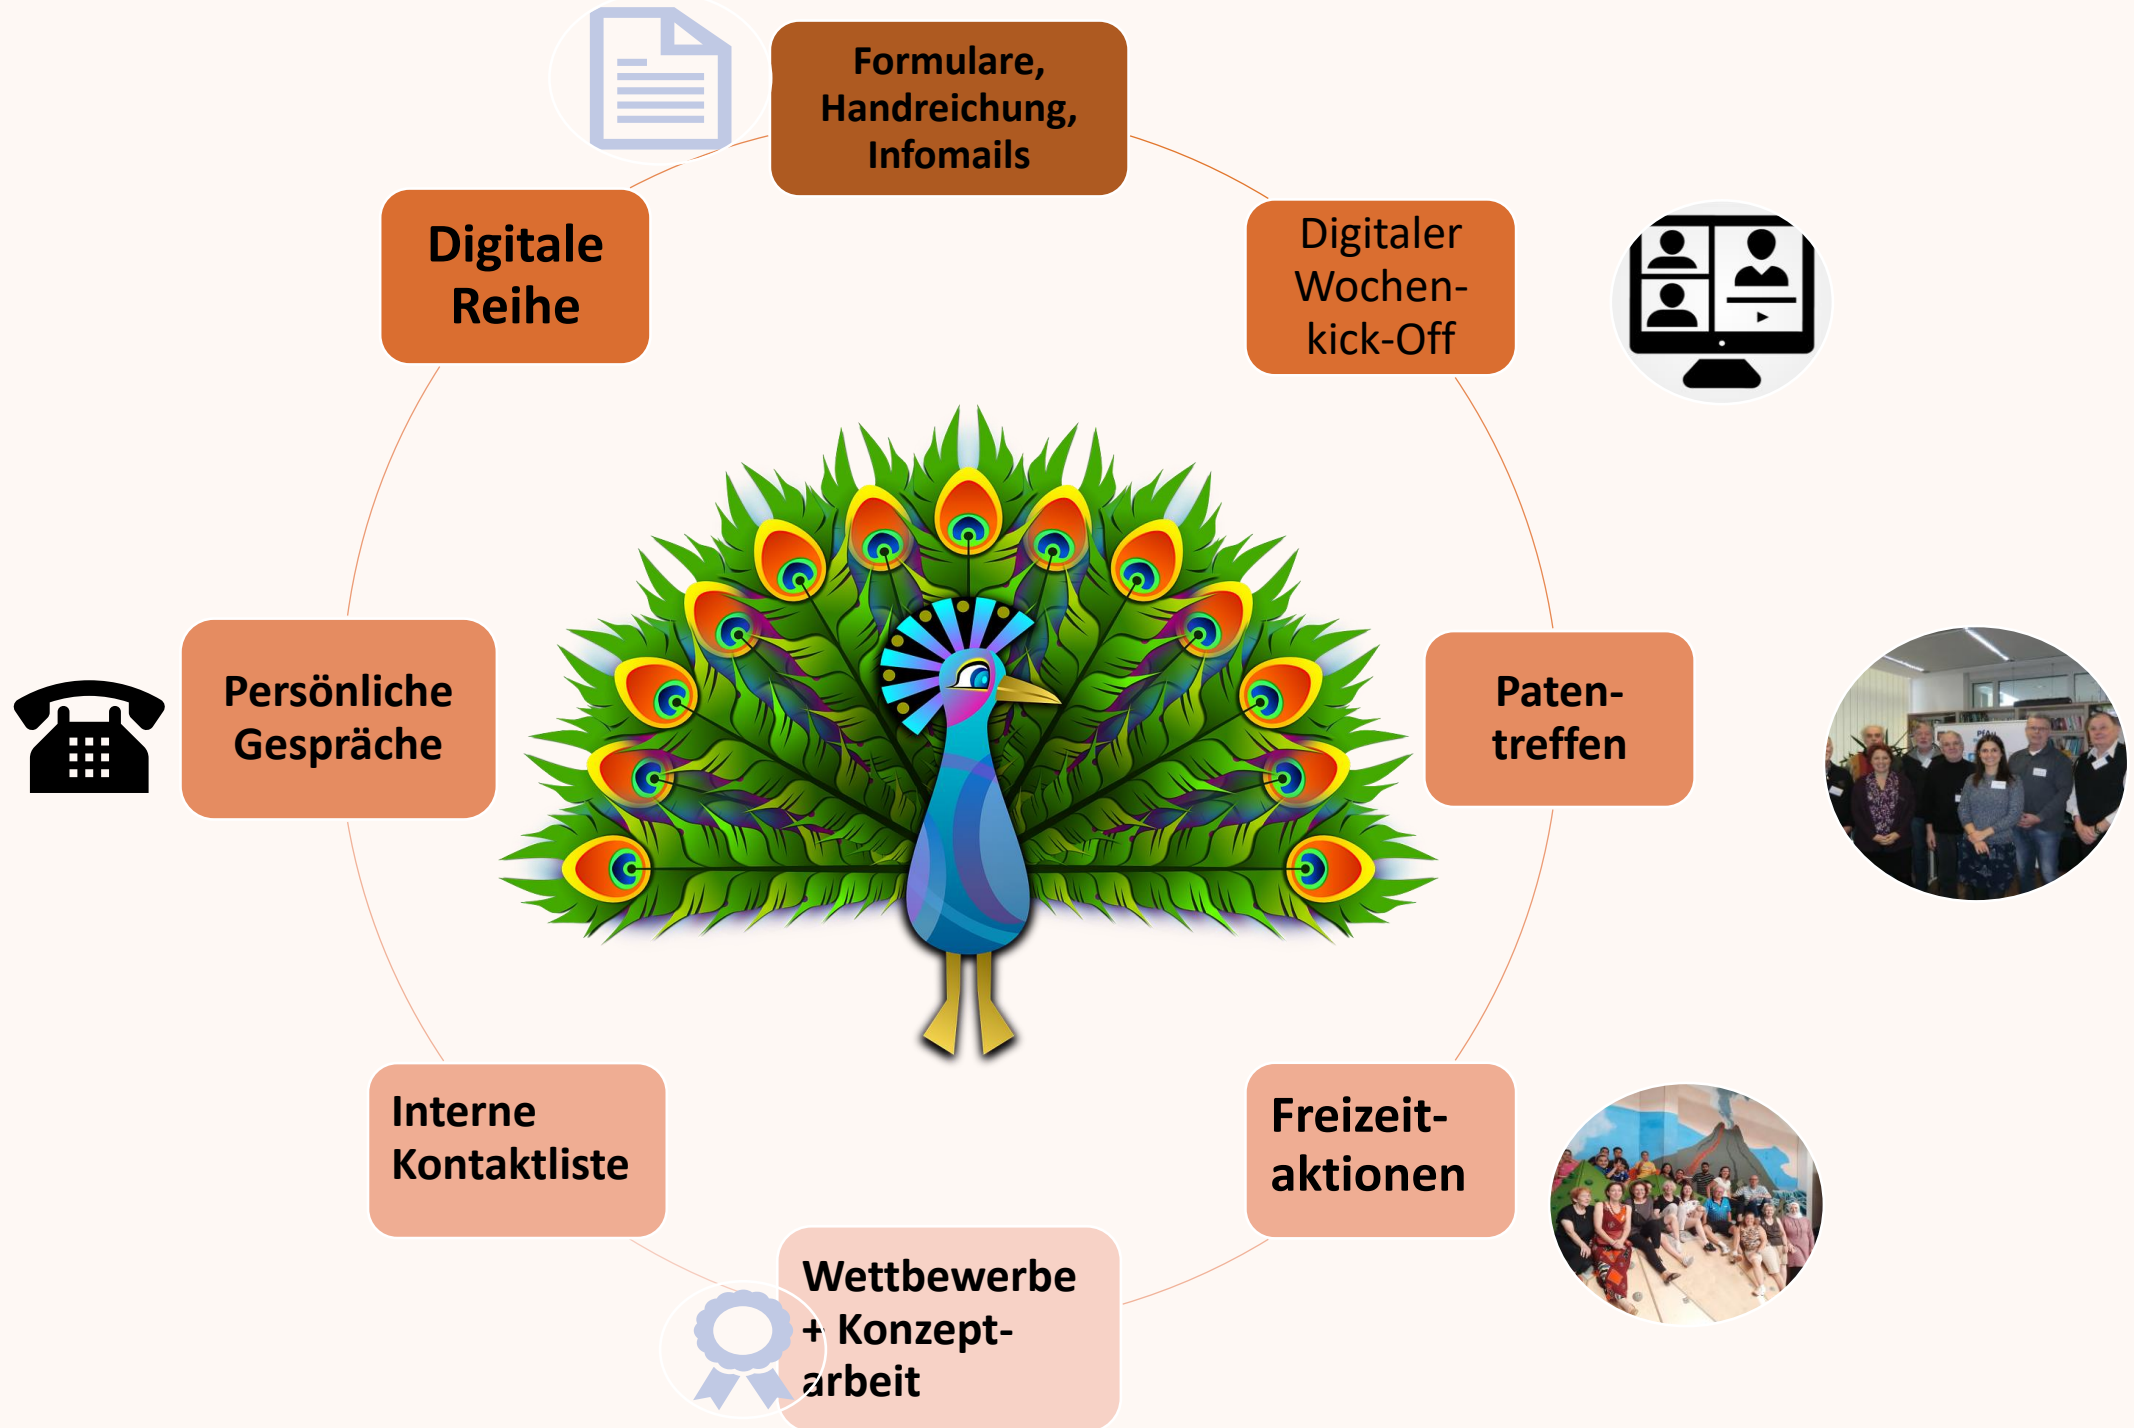 Formulare,
Handreichung,
Infomails
Digitaler
Wochen-
kick-Off
Paten-
treffen
Freizeit-
aktionen
Wettbewerbe
+ Konzept-
arbeit
Interne
Kontaktliste
Persönliche
Gespräche
Digitale
Reihe
PfAu